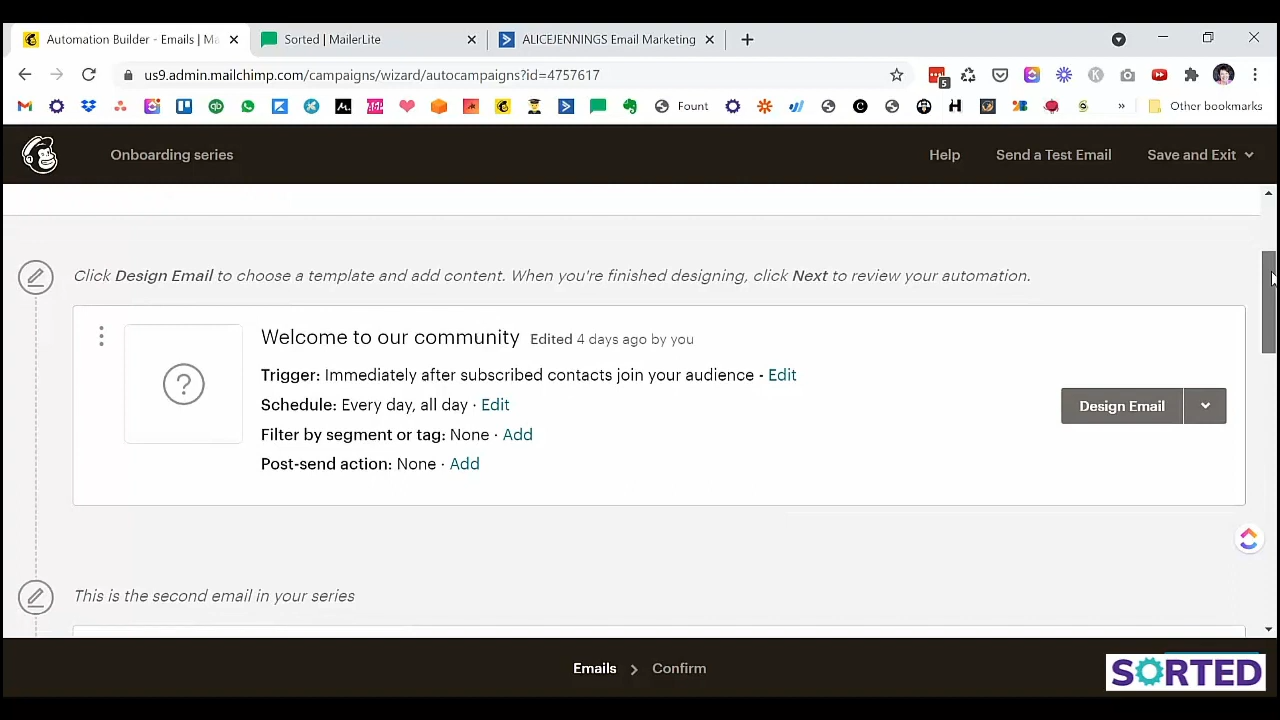 Automation Builder - Emails | Ma
Sorted | MailerLite
ALICEJENNINGS Email Marketing
us9.admin.mailchimp.com/campaigns/wizard/autocampaigns?id=4757617
5
Fount
» Other bookmarks
Onboarding series
Help
Send a Test Email
Save and Exit
Click Design Email to choose a template and add content. When you're finished designing, click Next to review your automation.
Welcome to our community Edited 4 days ago by you
Trigger: Immediately after subscribed contacts join your audience - Edit
Schedule: Every day, all day · Edit
Filter by segment or tag: None · Add
Post-send action: None · Add
Design Email
This is the second email in your series
Emails > Confirm
SORTED